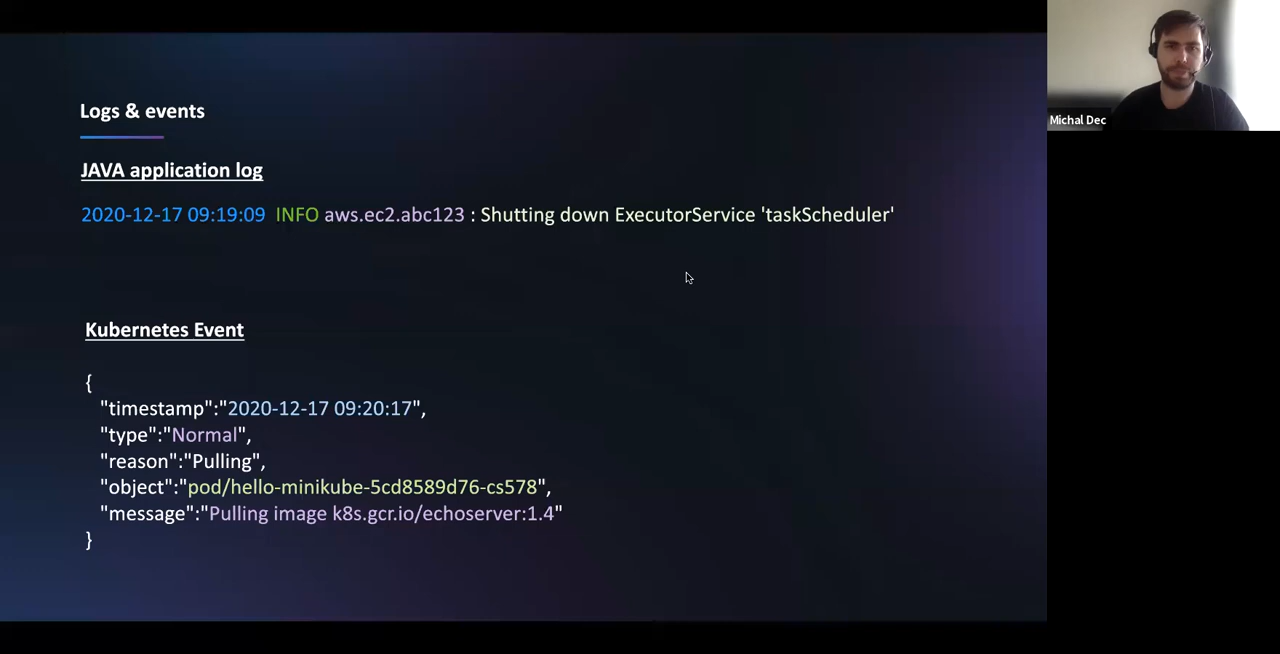 Logs & events
JAVA application log
2020-12-17 09:19:09 INFO aws.ec2.abc123 : Shutting down ExecutorService 'taskScheduler'
Kubernetes Event
{
"timestamp":"2020-12-17 09:20:17",
"type":"Normal",
"reason":"Pulling",
"object":"pod/hello-minikube-5cd8589d76-cs578",
"message":"Pulling image k8s.gcr.io/echoserver:1.4"
}
Michal Dec